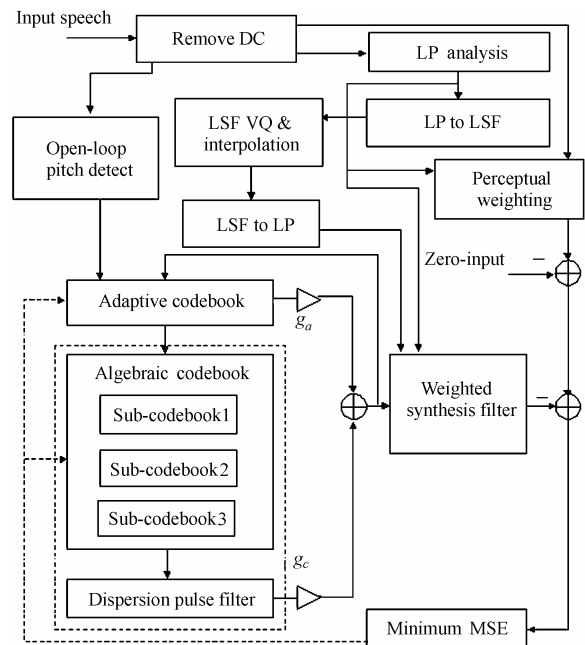 Input speech
Remove DC
LP analysis
LP to LSF
LSF VQ &
interpolation
Open-loop
pitch detect
Perceptual
weighting
LSF to LP
Zero-input
−
Adaptive codebook
gₐ
Algebraic codebook
Sub-codebook1
Sub-codebook2
Sub-codebook3
Weighted
synthesis filter
−
Dispersion pulse filter
g_c
Minimum MSE